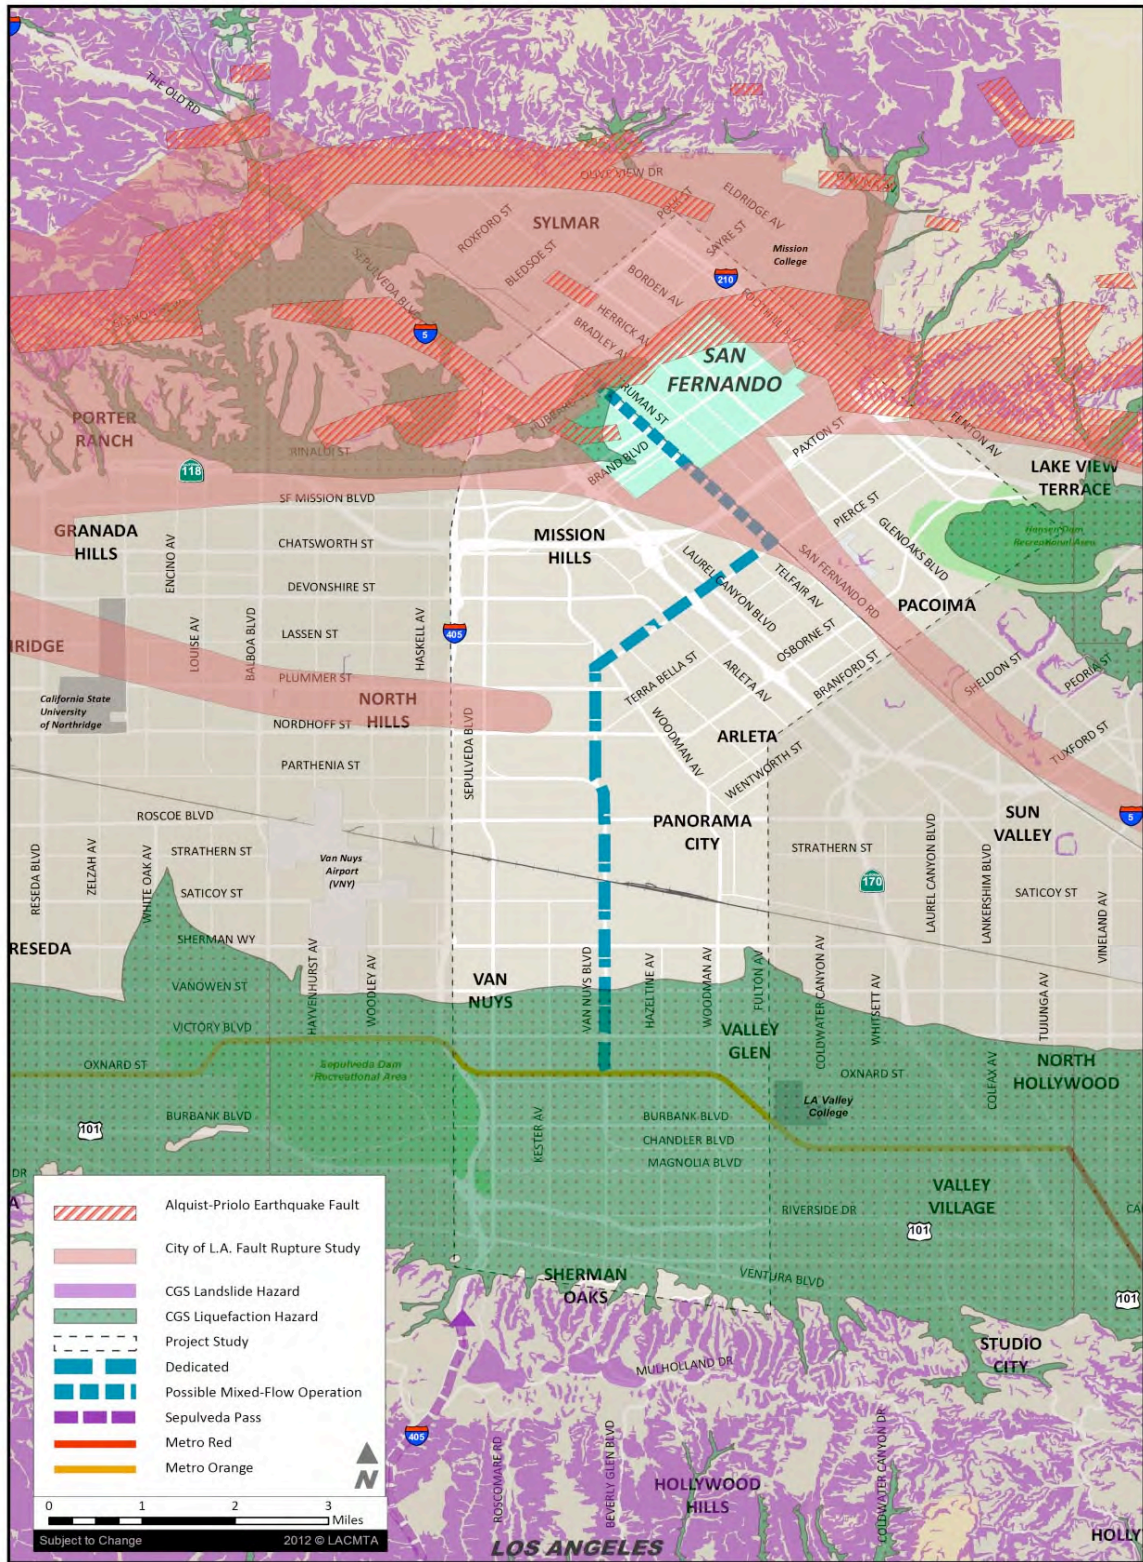 THE OLD RD
OLIVE VIEW DR
ELDRIDGE AV
ROXFORD ST
SYLMAR
SAYRE ST
Mission
College
BLEDSOE ST
SEPULVEDA BLVD
BORDEN AV
210
FOOTHILL BLVD
HERRICK AV
5
BRADLEY AV
SAN
FERNANDO
TRUMAN ST
PORTER
RANCH
FENTON AV
PAXTON ST
RINALDI ST
BRAND BLVD
118
LAKE VIEW
TERRACE
SF MISSION BLVD
PIERCE ST
GRANADA
HILLS
MISSION
HILLS
GLENOAKS BLVD
Hansen Dam
Recreational Area
CHATSWORTH ST
ENCINO AV
LAUREL CANYON BLVD
TELFAIR AV
SAN FERNANDO RD
DEVONSHIRE ST
PACOIMA
LOUISE AV
BALBOA BLVD
LASSEN ST
HASKELL AV
405
OSBORNE ST
RIDGE
PLUMMER ST
TERRA BELLA ST
ARLETA AV
BRANFORD ST
SHELDON ST
PEORIA ST
California State
University
of Northridge
NORTH
HILLS
NORDHOFF ST
SEPULVEDA BLVD
WOODMAN AV
ARLETA
TUXFORD ST
PARTHENIA ST
WENTWORTH ST
ROSCOE BLVD
PANORAMA
CITY
SUN
VALLEY
5
RESEDA BLVD
ZELZAH AV
WHITE OAK AV
STRATHERN ST
Van Nuys
Airport
(VNY)
STRATHERN ST
LAUREL CANYON BLVD
LANKERSHIM BLVD
170
SATICOY ST
SATICOY ST
VINELAND AV
RESEDA
SHERMAN WY
HAYVENHURST AV
WOODLEY AV
VAN
NUYS
VAN NUYS BLVD
HAZELTINE AV
WOODMAN AV
FULTON AV
COLDWATER CANYON AV
WHITSETT AV
TUJUNGA AV
VANOWEN ST
VICTORY BLVD
VALLEY
GLEN
OXNARD ST
Sepulveda Dam
Recreational Area
OXNARD ST
COLFAX AV
NORTH
HOLLYWOOD
BURBANK BLVD
101
KESTER AV
BURBANK BLVD
LA Valley
College
CHANDLER BLVD
MAGNOLIA BLVD
DR
A
VALLEY
VILLAGE
RIVERSIDE DR
101
CA
SHERMAN
OAKS
VENTURA BLVD
101
STUDIO
CITY
MULHOLLAND DR
405
ROSCOMARE RD
BEVERLY GLEN BLVD
COLDWATER CANYON DR
HOLLYWOOD
HILLS
HOLLY
LOS ANGELES
Alquist-Priolo Earthquake Fault
City of L.A. Fault Rupture Study
CGS Landslide Hazard
CGS Liquefaction Hazard
Project Study
Dedicated
Possible Mixed-Flow Operation
Sepulveda Pass
Metro Red
Metro Orange
N
0 1 2 3
Miles
Subject to Change 2012 © LACMTA